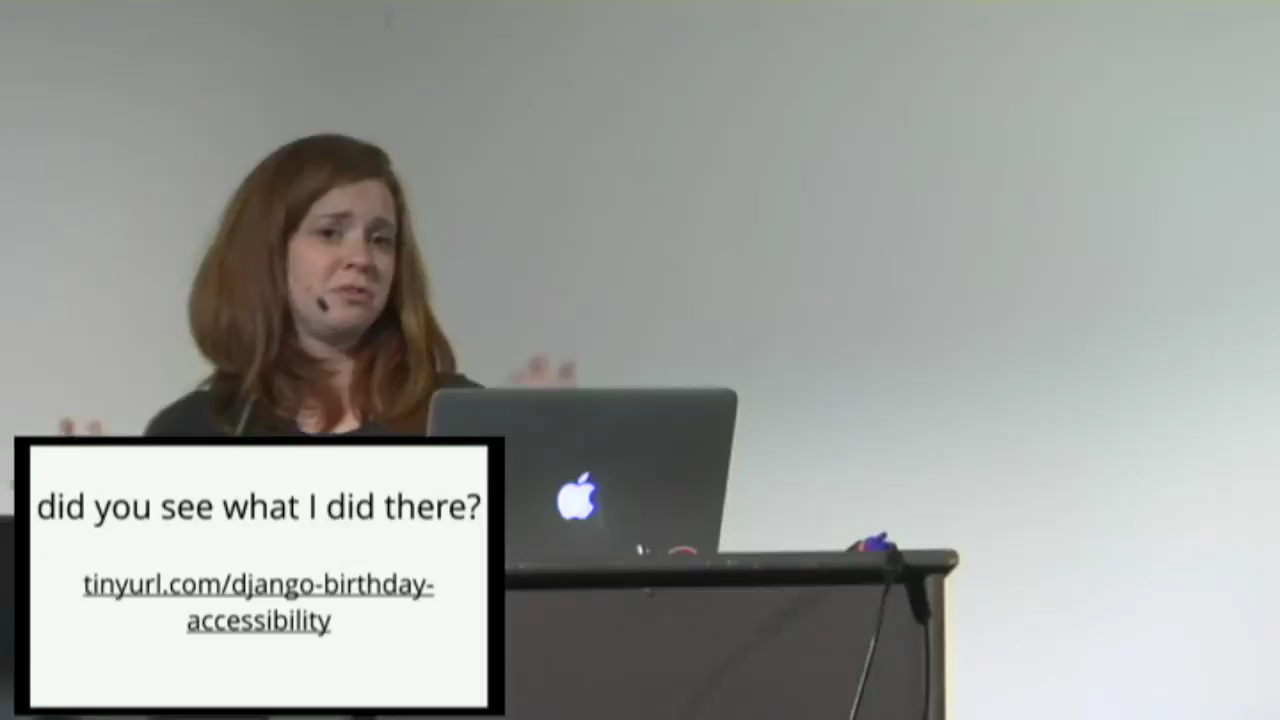 did you see what I did there?
tinyurl.com/django-birthday-
accessibility